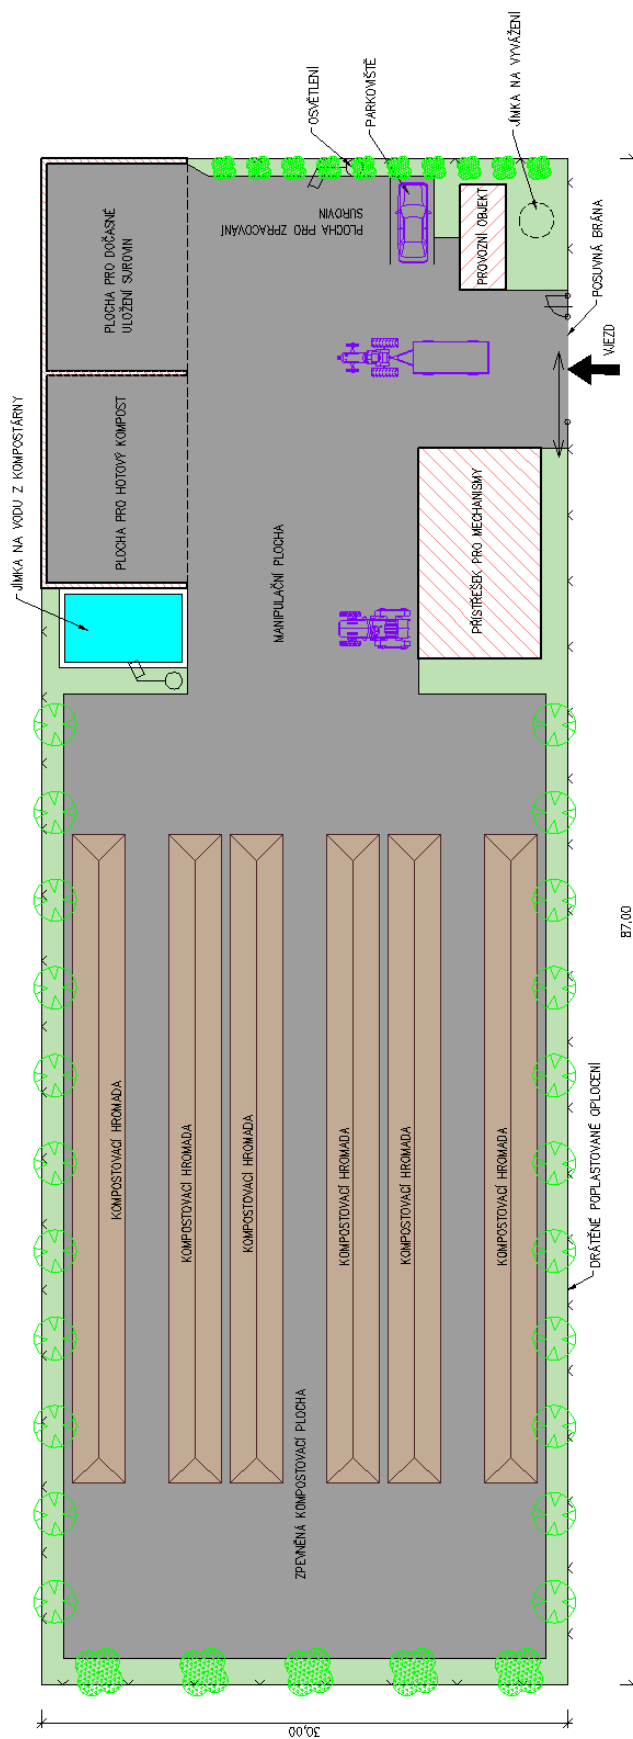 OSVĚTLENÍ
PARKOVIŠTĚ
JÍMKA NA VYVÁŽENÍ
PLOCHA PRO DOČASNÉ
ULOŽENÍ SUROVIN
PLOCHA PRO ZPRACOVÁNÍ
SUROVIN
PROVOZNÍ OBJEKT
POSUVNÁ BRÁNA
VJEZD
JÍMKA NA VODU Z KOMPOSTÁRNY
PLOCHA PRO HOTOVÝ KOMPOST
MANIPULAČNÍ PLOCHA
PŘÍSTŘEŠEK PRO MECHANISMY
KOMPOSTOVACÍ HROMADA
KOMPOSTOVACÍ HROMADA
KOMPOSTOVACÍ HROMADA
KOMPOSTOVACÍ HROMADA
KOMPOSTOVACÍ HROMADA
KOMPOSTOVACÍ HROMADA
87,00
DRÁTĚNÉ POPLASTOVANÉ OPLOCENÍ
ZPEVNĚNÁ KOMPOSTOVACÍ PLOCHA
30,00